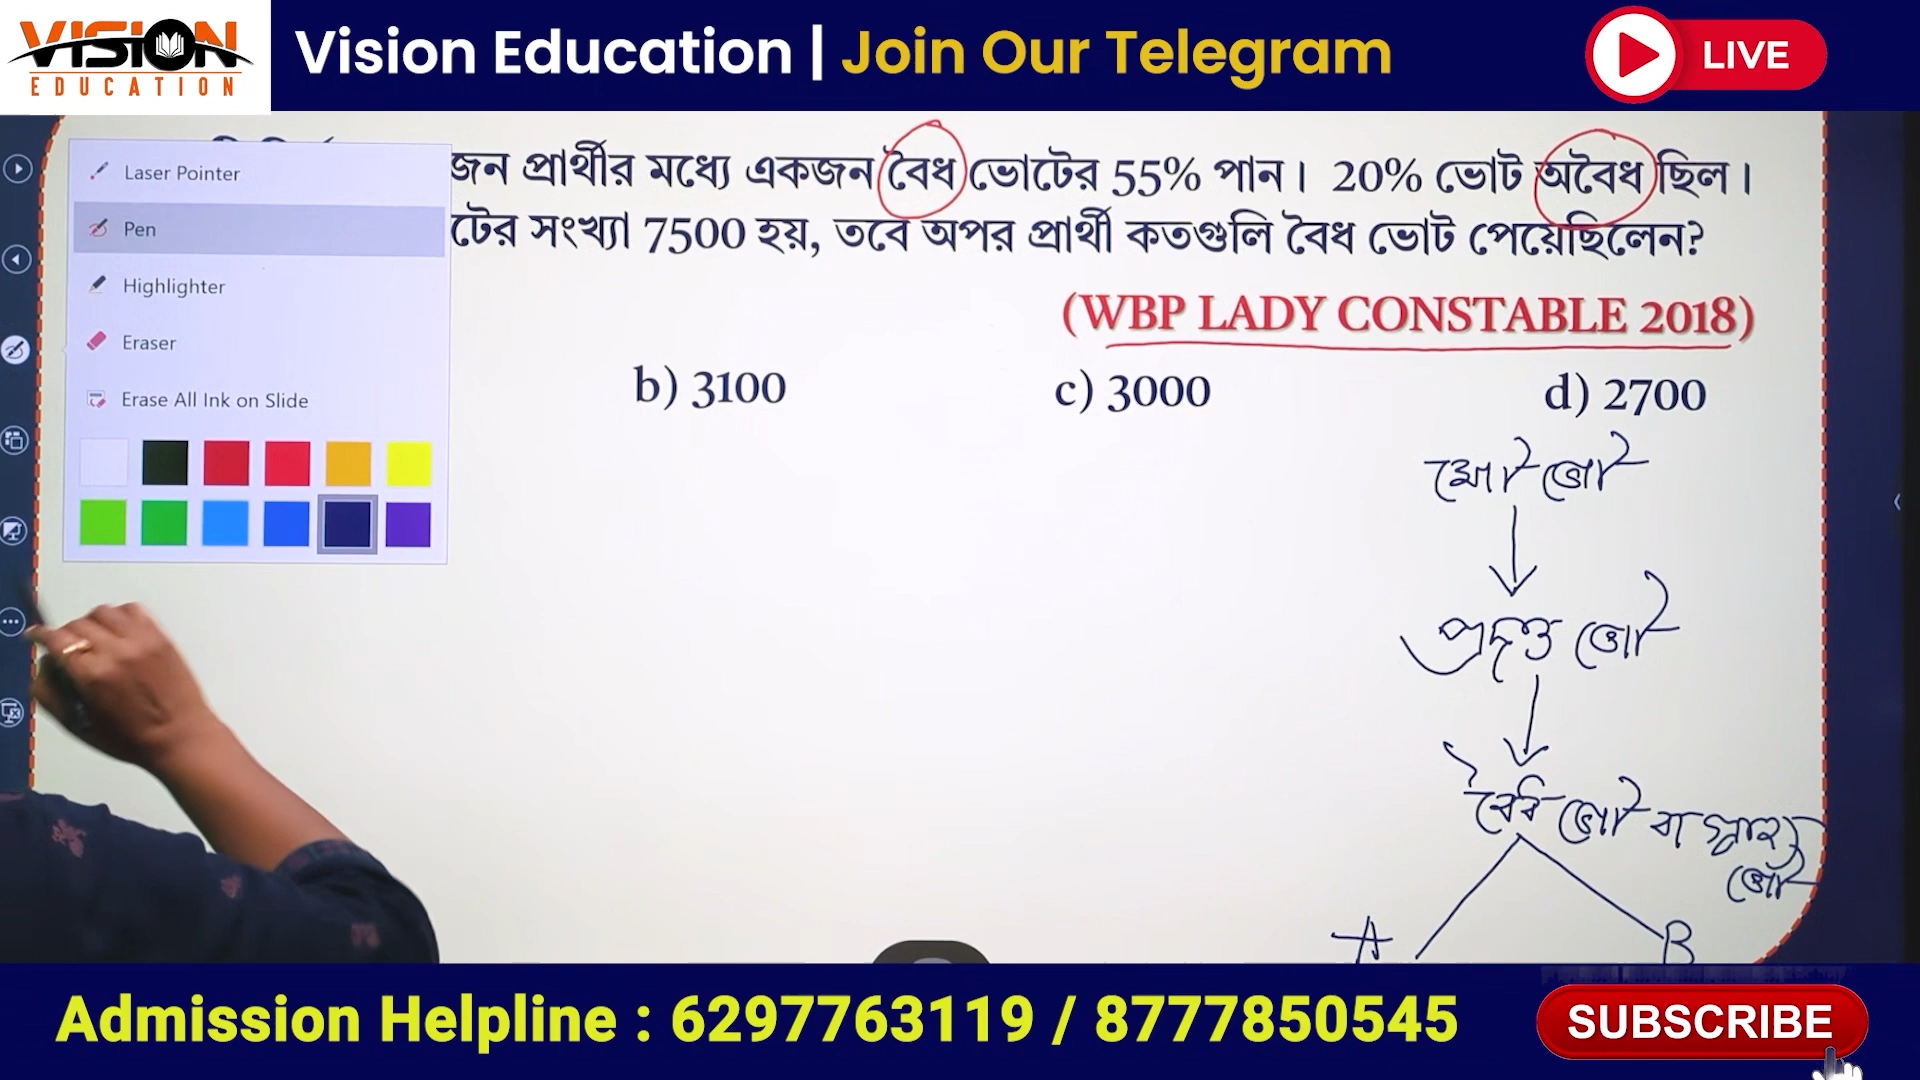 VISION
EDUCATION
Vision Education | Join Our Telegram
LIVE
জন প্রার্থীর মধ্যে একজন বৈধ ভোটের 55% পান। 20% ভোট অবৈধ ছিল।
টের সংখ্যা 7500 হয়, তবে অপর প্রার্থী কতগুলি বৈধ ভোট পেয়েছিলেন?
(WBP LADY CONSTABLE 2018)
b) 3100
c) 3000
d) 2700
Laser Pointer
Pen
Highlighter
Eraser
Erase All Ink on Slide
মোট ভোট
প্রদত্ত ভোট
বৈধ ভোট বা
ভোট
A
B
Admission Helpline : 6297763119 / 8777850545
SUBSCRIBE